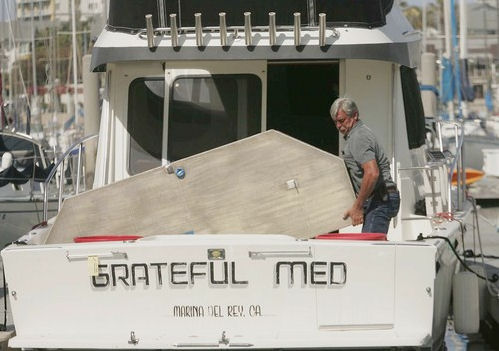 GRATEFUL MED
MARINA DEL REY, CA.